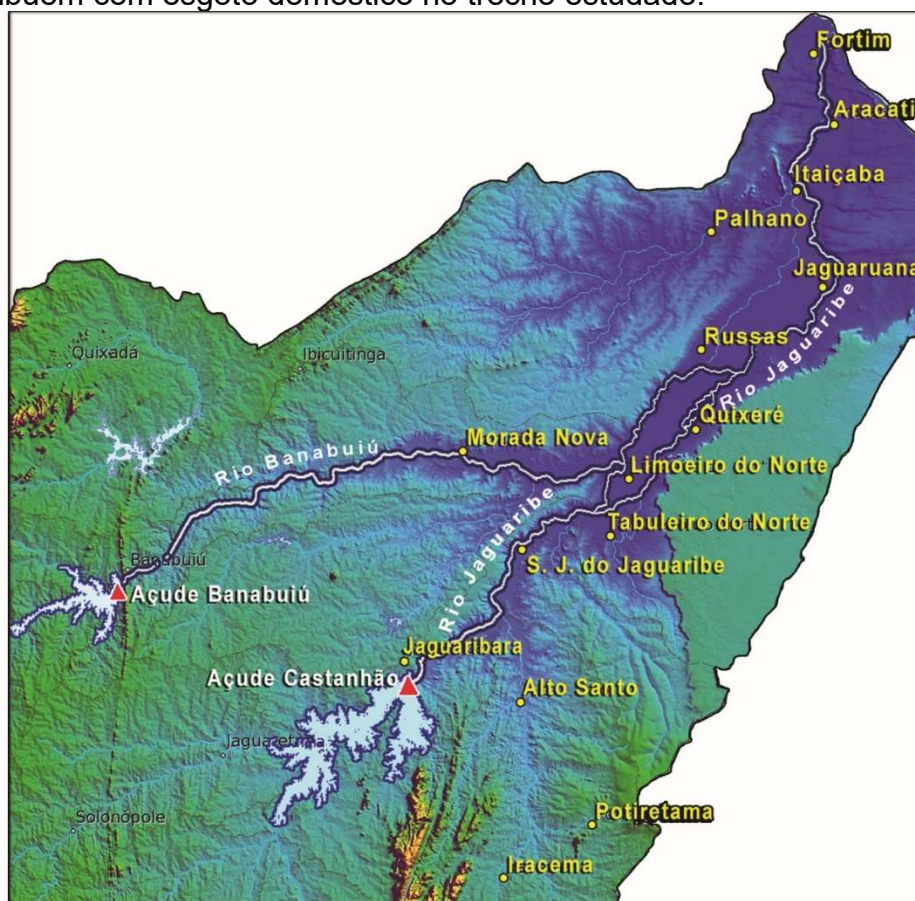 buem com esgoto doméstico no trecho estudado.
Fortim
Aracati
Itaiçaba
Palhano
Jaguaruana
Russas
Rio Jaguaribe
Quixadá
Ibicuitinga
Quixeré
Morada Nova
Rio Banabuiú
Limoeiro do Norte
Rio Jaguaribe
Tabuleiro do Norte
S. J. do Jaguaribe
Banabuiú
Açude Banabuiú
Jaguaribara
Açude Castanhão
Alto Santo
Potiretama
Solonópole
Iracema